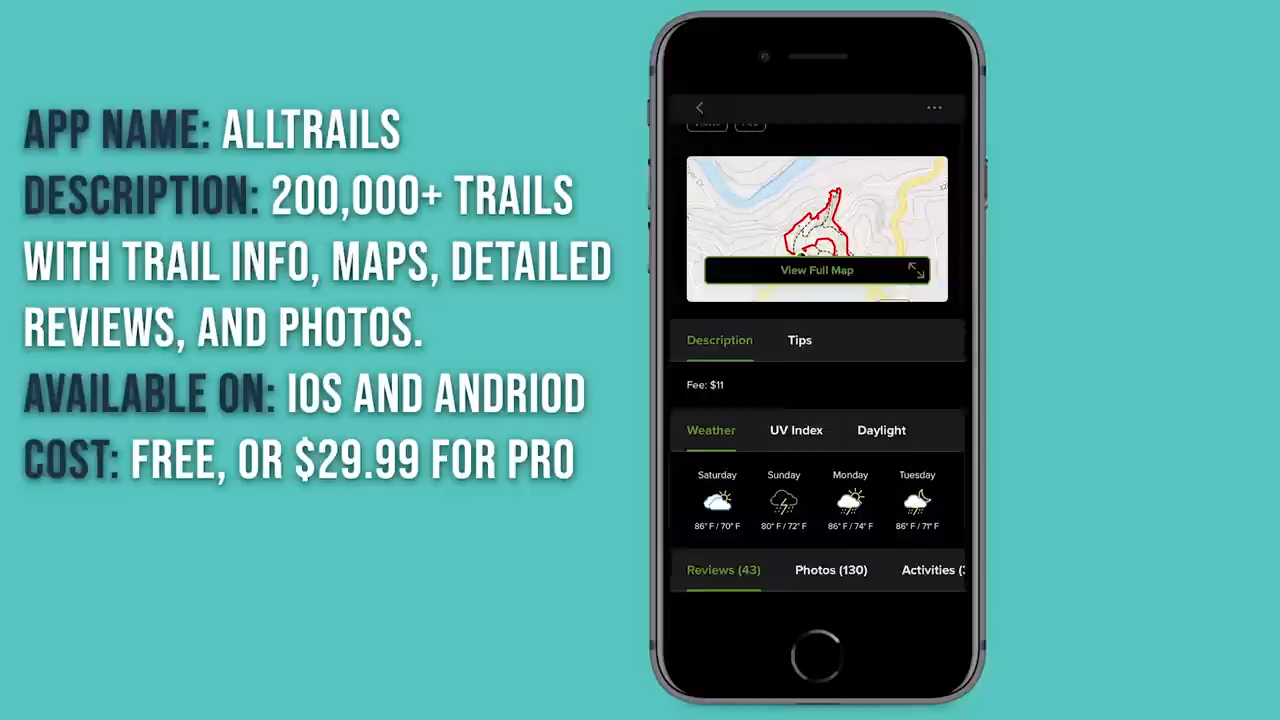 APP NAME: ALLTRAILS
DESCRIPTION: 200,000+ TRAILS
WITH TRAIL INFO, MAPS, DETAILED
REVIEWS, AND PHOTOS.
AVAILABLE ON: IOS AND ANDRIOD
COST: FREE, OR $29.99 FOR PRO
View Full Map
Description Tips
Fee: $11
Weather UV Index Daylight
Saturday Sunday Monday Tuesday
86° F / 70° F 80° F / 72° F 86° F / 74° F 86° F / 71° F
Reviews (43) Photos (130) Activities (